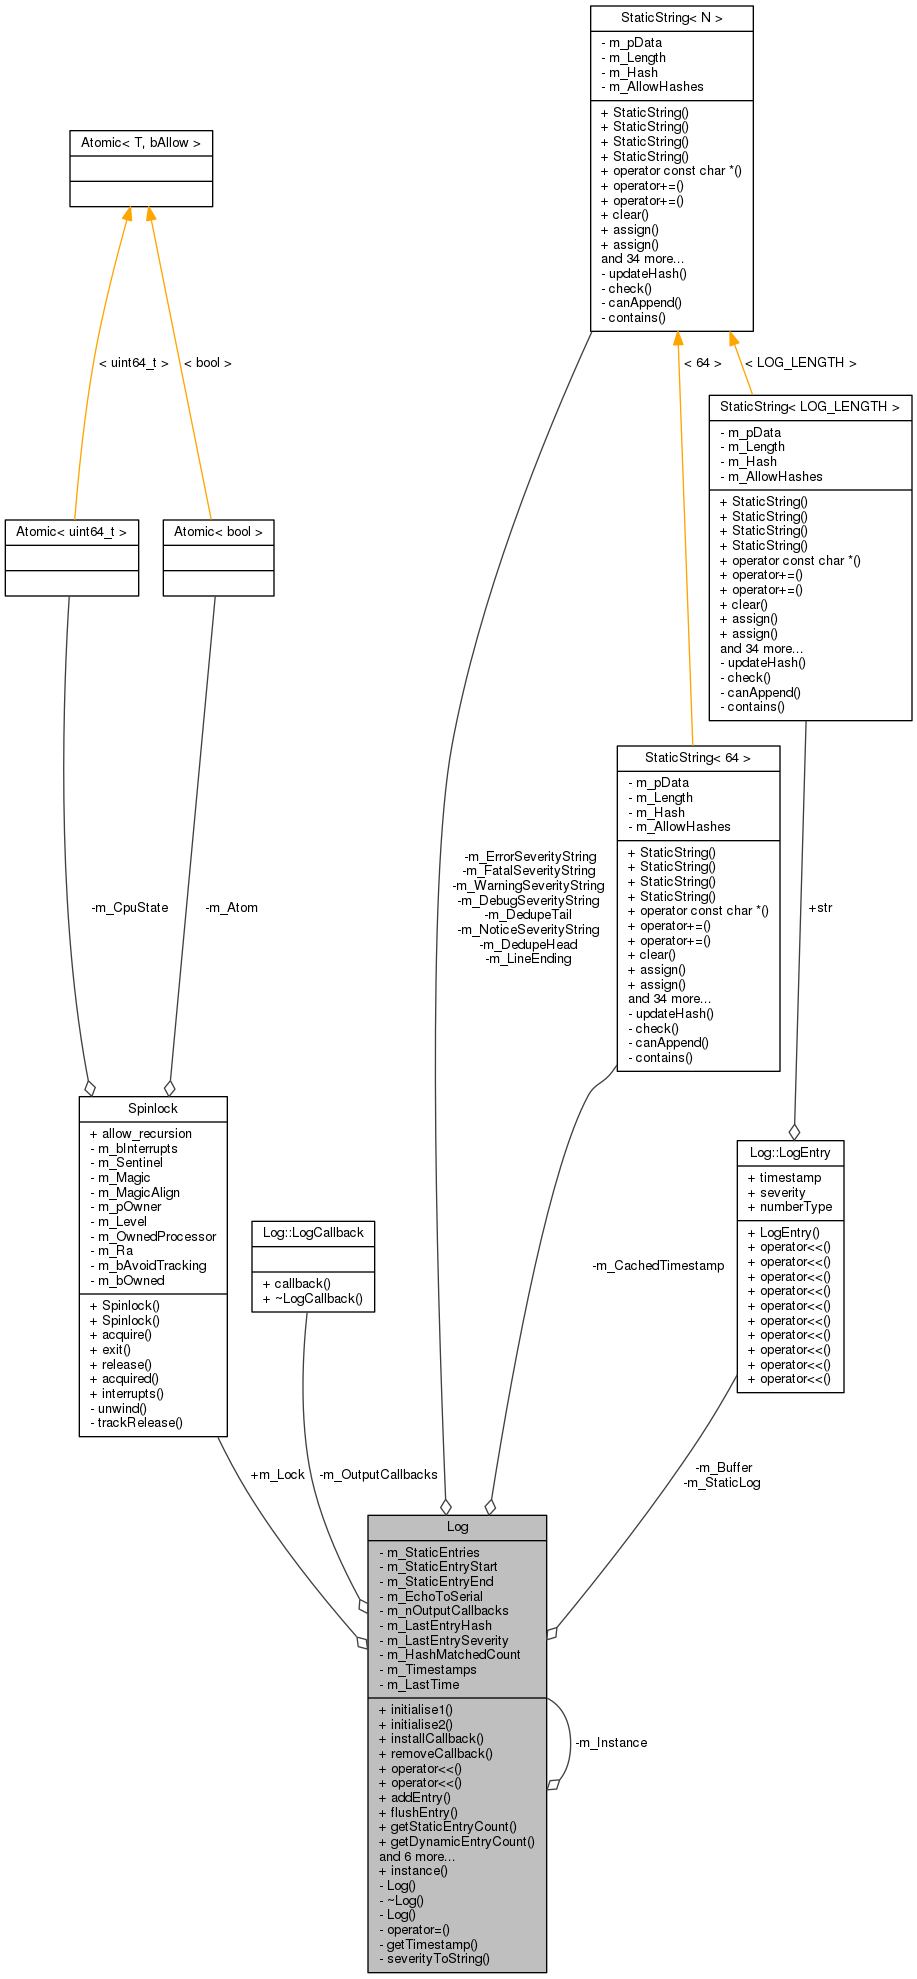 StaticString< N >
- m_pData
- m_Length
- m_Hash
- m_AllowHashes
+ StaticString()
+ StaticString()
+ StaticString()
+ StaticString()
+ operator const char *()
+ operator+=()
+ operator+=()
+ clear()
+ assign()
+ assign()
and 34 more...
- updateHash()
- check()
- canAppend()
- contains()
Atomic< T, bAllow >
< uint64_t >
< bool >
< 64 >
< LOG_LENGTH >
StaticString< LOG_LENGTH >
- m_pData
- m_Length
- m_Hash
- m_AllowHashes
+ StaticString()
+ StaticString()
+ StaticString()
+ StaticString()
+ operator const char *()
+ operator+=()
+ operator+=()
+ clear()
+ assign()
+ assign()
and 34 more...
- updateHash()
- check()
- canAppend()
- contains()
Atomic< uint64_t >
Atomic< bool >
StaticString< 64 >
- m_pData
- m_Length
- m_Hash
- m_AllowHashes
+ StaticString()
+ StaticString()
+ StaticString()
+ StaticString()
+ operator const char *()
+ operator+=()
+ operator+=()
+ clear()
+ assign()
+ assign()
and 34 more...
- updateHash()
- check()
- canAppend()
- contains()
-m_CpuState
-m_Atom
-m_ErrorSeverityString
-m_FatalSeverityString
-m_WarningSeverityString
-m_DebugSeverityString
-m_DedupeTail
-m_NoticeSeverityString
-m_DedupeHead
-m_LineEnding
+str
Spinlock
+ allow_recursion
- m_bInterrupts
- m_Sentinel
- m_Magic
- m_MagicAlign
- m_pOwner
- m_Level
- m_OwnedProcessor
- m_Ra
- m_bAvoidTracking
- m_bOwned
+ Spinlock()
+ Spinlock()
+ acquire()
+ exit()
+ release()
+ acquired()
+ interrupts()
- unwind()
- trackRelease()
Log::LogCallback
+ callback()
+ ~LogCallback()
-m_CachedTimestamp
Log::LogEntry
+ timestamp
+ severity
+ numberType
+ LogEntry()
+ operator<<()
+ operator<<()
+ operator<<()
+ operator<<()
+ operator<<()
+ operator<<()
+ operator<<()
+ operator<<()
+ operator<<()
+ operator<<()
+m_Lock
-m_OutputCallbacks
-m_Buffer
-m_StaticLog
Log
- m_StaticEntries
- m_StaticEntryStart
- m_StaticEntryEnd
- m_EchoToSerial
- m_nOutputCallbacks
- m_LastEntryHash
- m_LastEntrySeverity
- m_HashMatchedCount
- m_Timestamps
- m_LastTime
+ initialise1()
+ initialise2()
+ installCallback()
+ removeCallback()
+ operator<<()
+ operator<<()
+ addEntry()
+ flushEntry()
+ getStaticEntryCount()
+ getDynamicEntryCount()
and 6 more...
+ instance()
- Log()
- ~Log()
- Log()
- operator=()
- getTimestamp()
- severityToString()
-m_Instance